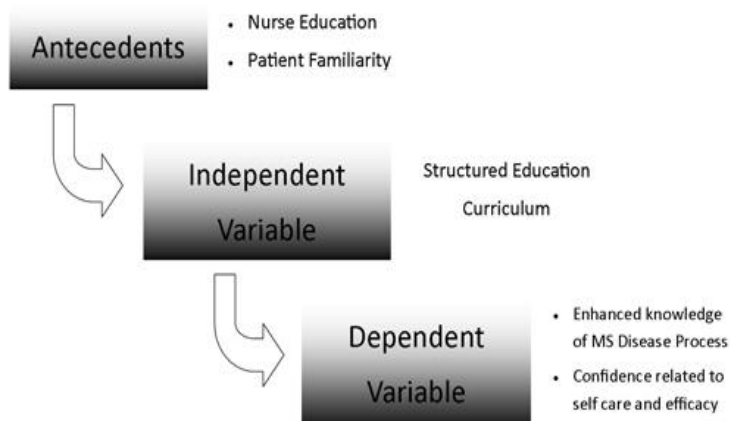 Antecedents
• Nurse Education
• Patient Familiarity
Independent
Variable
Structured Education
Curriculum
Dependent
Variable
• Enhanced knowledge
of MS Disease Process
• Confidence related to
self care and efficacy